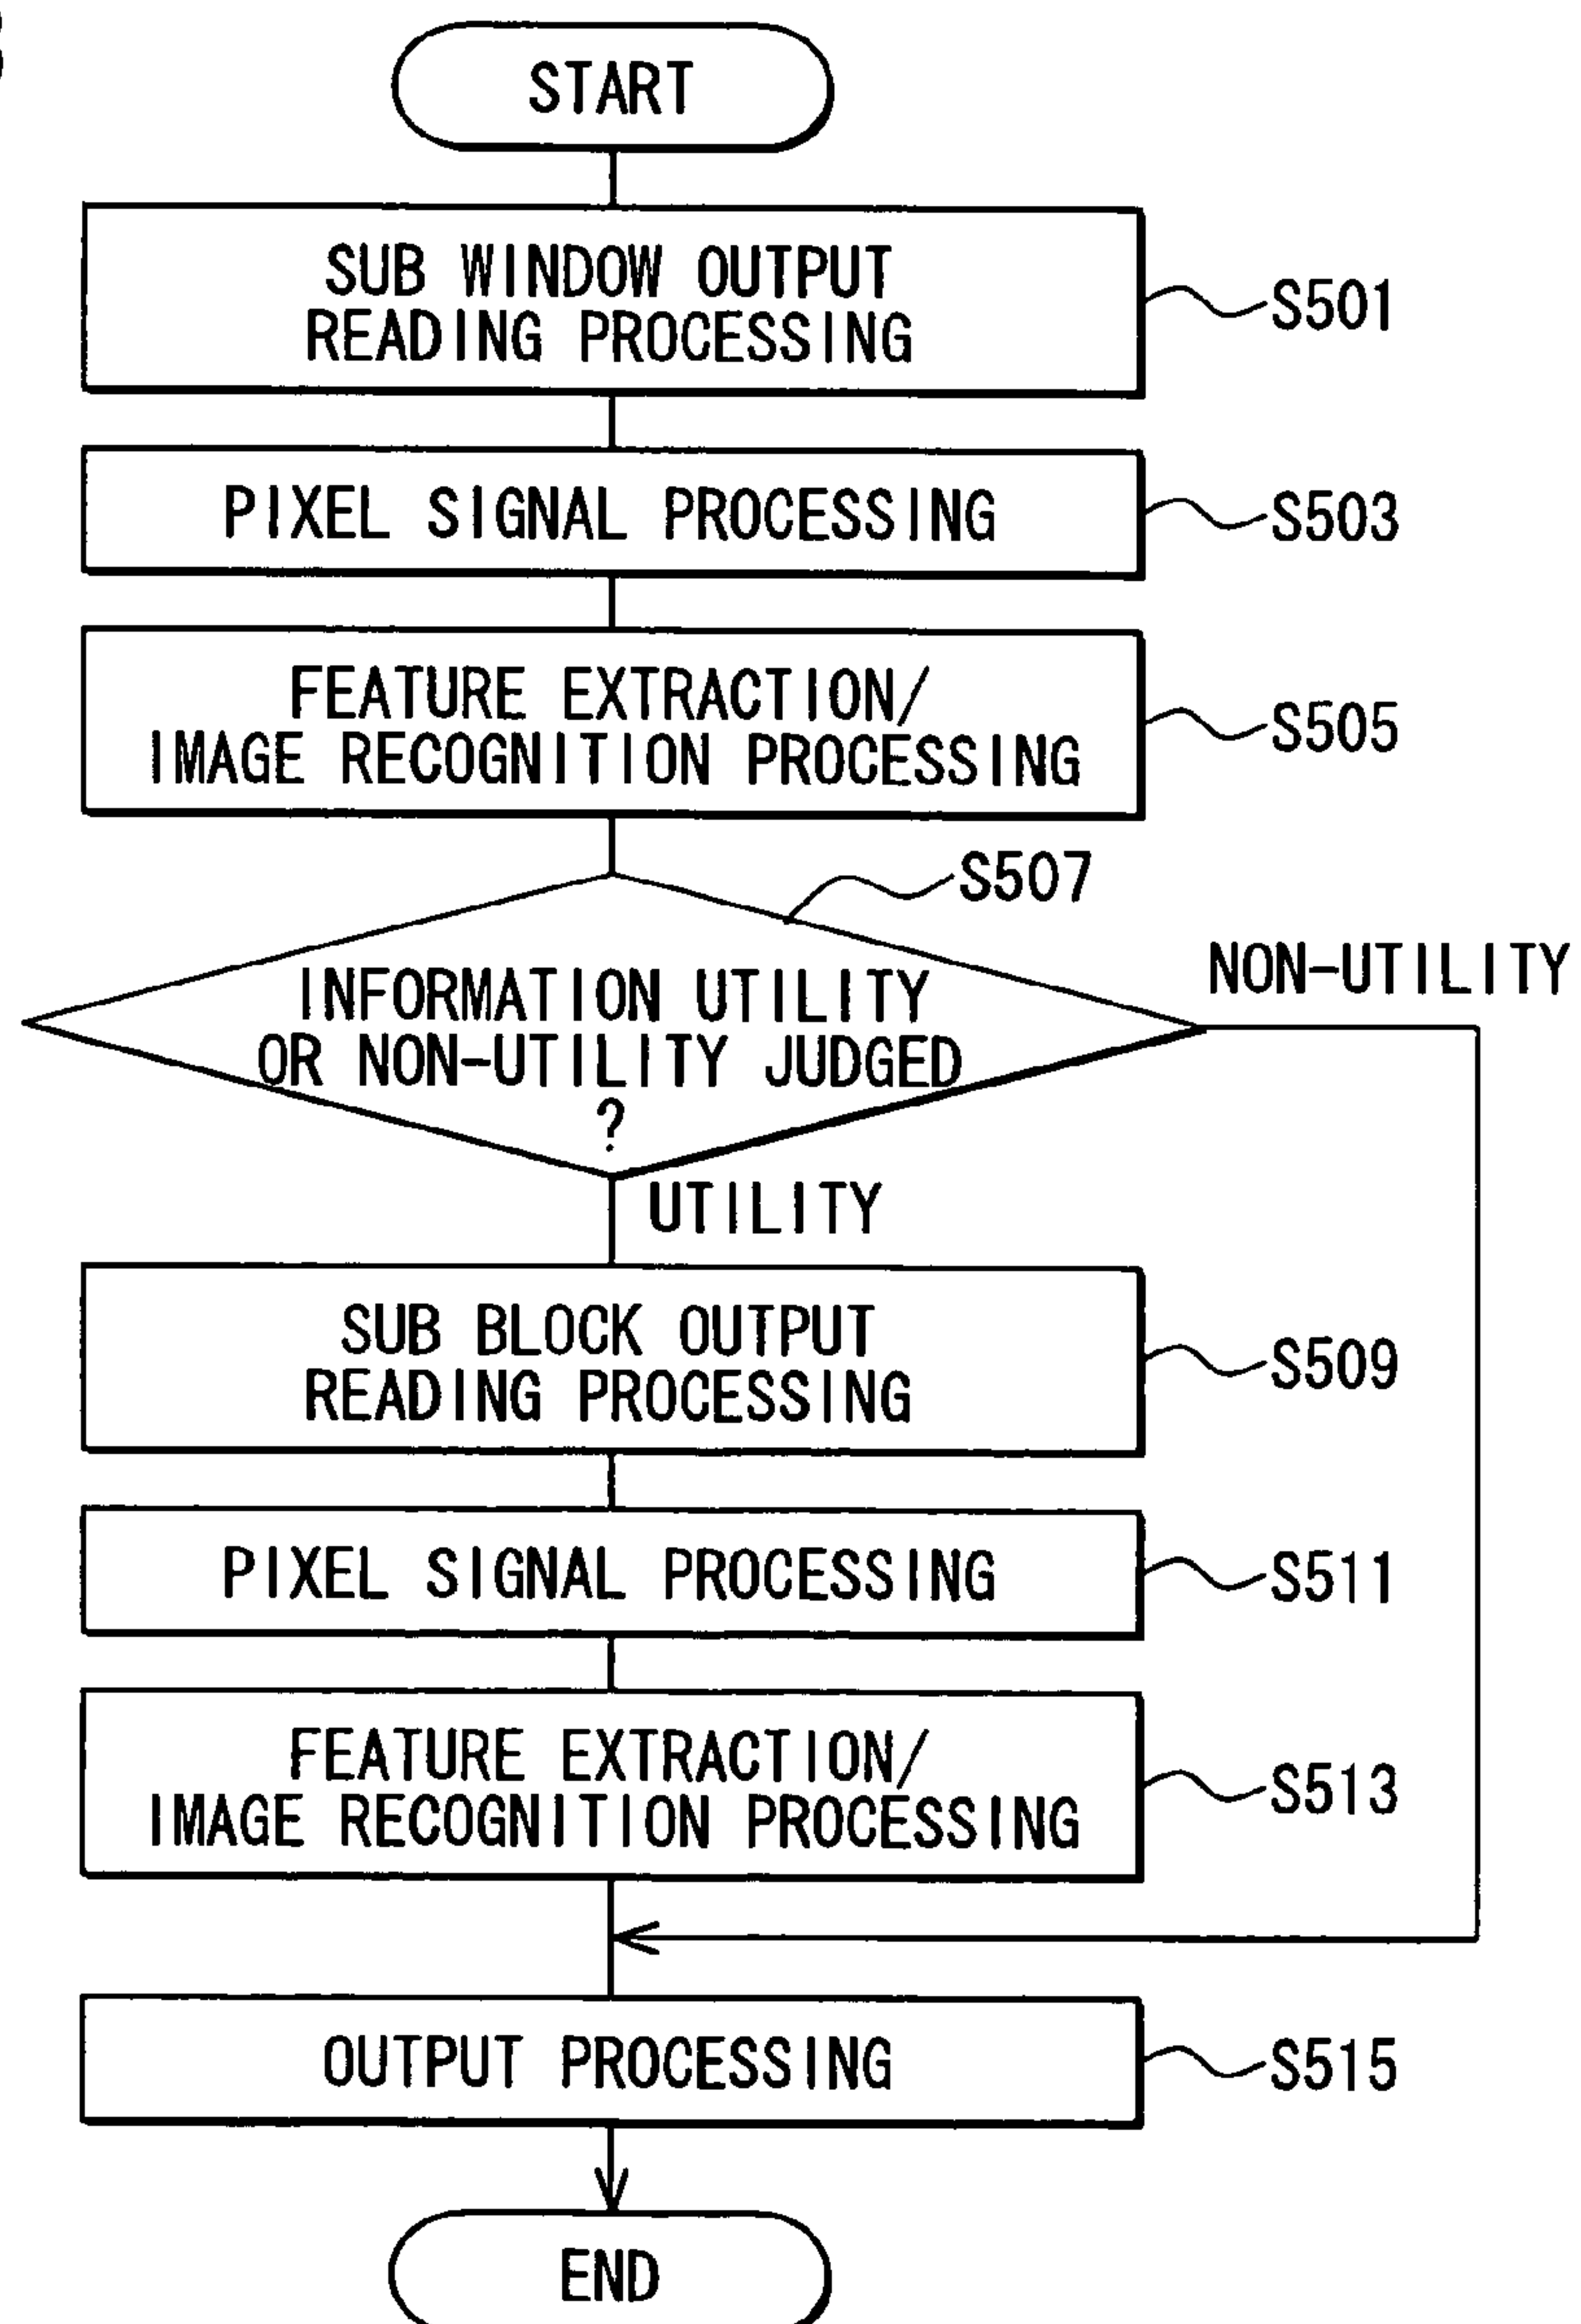 START
SUB WINDOW OUTPUT
READING PROCESSING
S501
PIXEL SIGNAL PROCESSING
S503
FEATURE EXTRACTION/
IMAGE RECOGNITION PROCESSING
S505
S507
INFORMATION UTILITY
OR NON-UTILITY JUDGED
?
NON-UTILITY
UTILITY
SUB BLOCK OUTPUT
READING PROCESSING
S509
PIXEL SIGNAL PROCESSING
S511
FEATURE EXTRACTION/
IMAGE RECOGNITION PROCESSING
S513
OUTPUT PROCESSING
S515
END